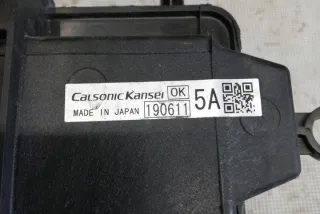 Calsonic Kansei OK 5A
MADE IN JAPAN 190611